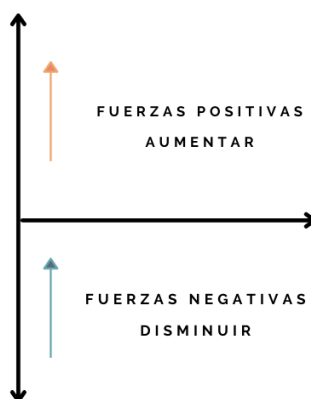 FUERZAS POSITIVAS
AUMENTAR
FUERZAS NEGATIVAS
DISMINUIR